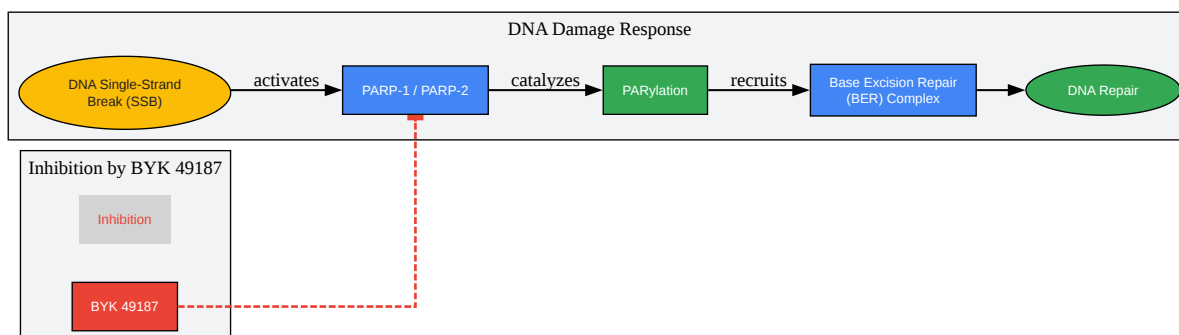 DNA Damage Response
DNA Single-Strand
Break (SSB)
activates
PARP-1 / PARP-2
catalyzes
PARylation
recruits
Base Excision Repair
(BER) Complex
DNA Repair
Inhibition by BYK 49187
Inhibition
BYK 49187